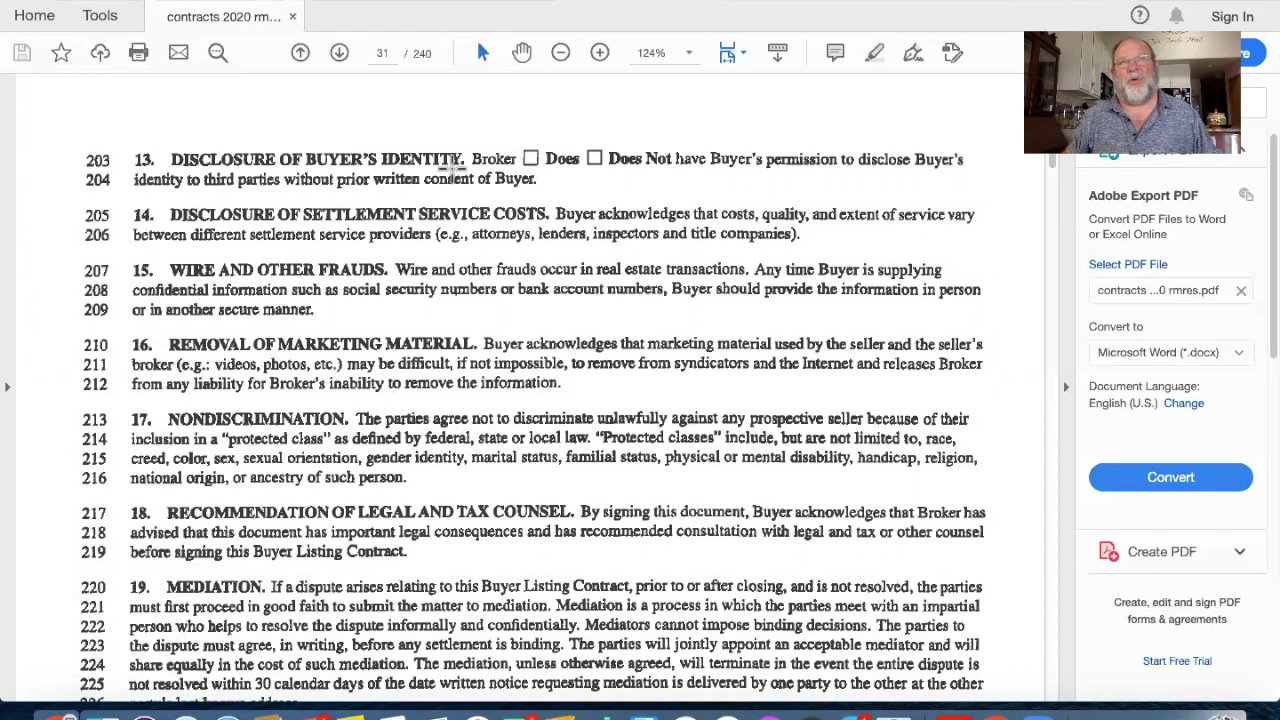 Home
Tools
contracts 2020 rm... ×
Sign In
31 / 240
124%
203 13. DISCLOSURE OF BUYER'S IDENTITY. Broker ☐ Does ☐ Does Not have Buyer's permission to disclose Buyer's
204 identity to third parties without prior written content of Buyer.
205 14. DISCLOSURE OF SETTLEMENT SERVICE COSTS. Buyer acknowledges that costs, quality, and extent of service vary
206 between different settlement service providers (e.g., attorneys, lenders, inspectors and title companies).
207 15. WIRE AND OTHER FRAUDS. Wire and other frauds occur in real estate transactions. Any time Buyer is supplying
208 confidential information such as social security numbers or bank account numbers, Buyer should provide the information in person
209 or in another secure manner.
210 16. REMOVAL OF MARKETING MATERIAL. Buyer acknowledges that marketing material used by the seller and the seller's
211 broker (e.g.: videos, photos, etc.) may be difficult, if not impossible, to remove from syndicators and the Internet and releases Broker
212 from any liability for Broker's inability to remove the information.
213 17. NONDISCRIMINATION. The parties agree not to discriminate unlawfully against any prospective seller because of their
214 inclusion in a "protected class" as defined by federal, state or local law. "Protected classes" include, but are not limited to, race,
215 creed, color, sex, sexual orientation, gender identity, marital status, familial status, physical or mental disability, handicap, religion,
216 national origin, or ancestry of such person.
217 18. RECOMMENDATION OF LEGAL AND TAX COUNSEL. By signing this document, Buyer acknowledges that Broker has
218 advised that this document has important legal consequences and has recommended consultation with legal and tax or other counsel
219 before signing this Buyer Listing Contract.
220 19. MEDIATION. If a dispute arises relating to this Buyer Listing Contract, prior to or after closing, and is not resolved, the parties
221 must first proceed in good faith to submit the matter to mediation. Mediation is a process in which the parties meet with an impartial
222 person who helps to resolve the dispute informally and confidentially. Mediators cannot impose binding decisions. The parties to
223 the dispute must agree, in writing, before any settlement is binding. The parties will jointly appoint an acceptable mediator and will
224 share equally in the cost of such mediation. The mediation, unless otherwise agreed, will terminate in the event the entire dispute is
225 not resolved within 30 calendar days of the date written notice requesting mediation is delivered by one party to the other at the other
Adobe Export PDF
Convert PDF Files to Word
or Excel Online
Select PDF File
contracts ...0 rmres.pdf ×
Convert to
Microsoft Word (*.docx)
Document Language:
English (U.S.) Change
Convert
Create PDF
Create, edit and sign PDF
forms & agreements
Start Free Trial